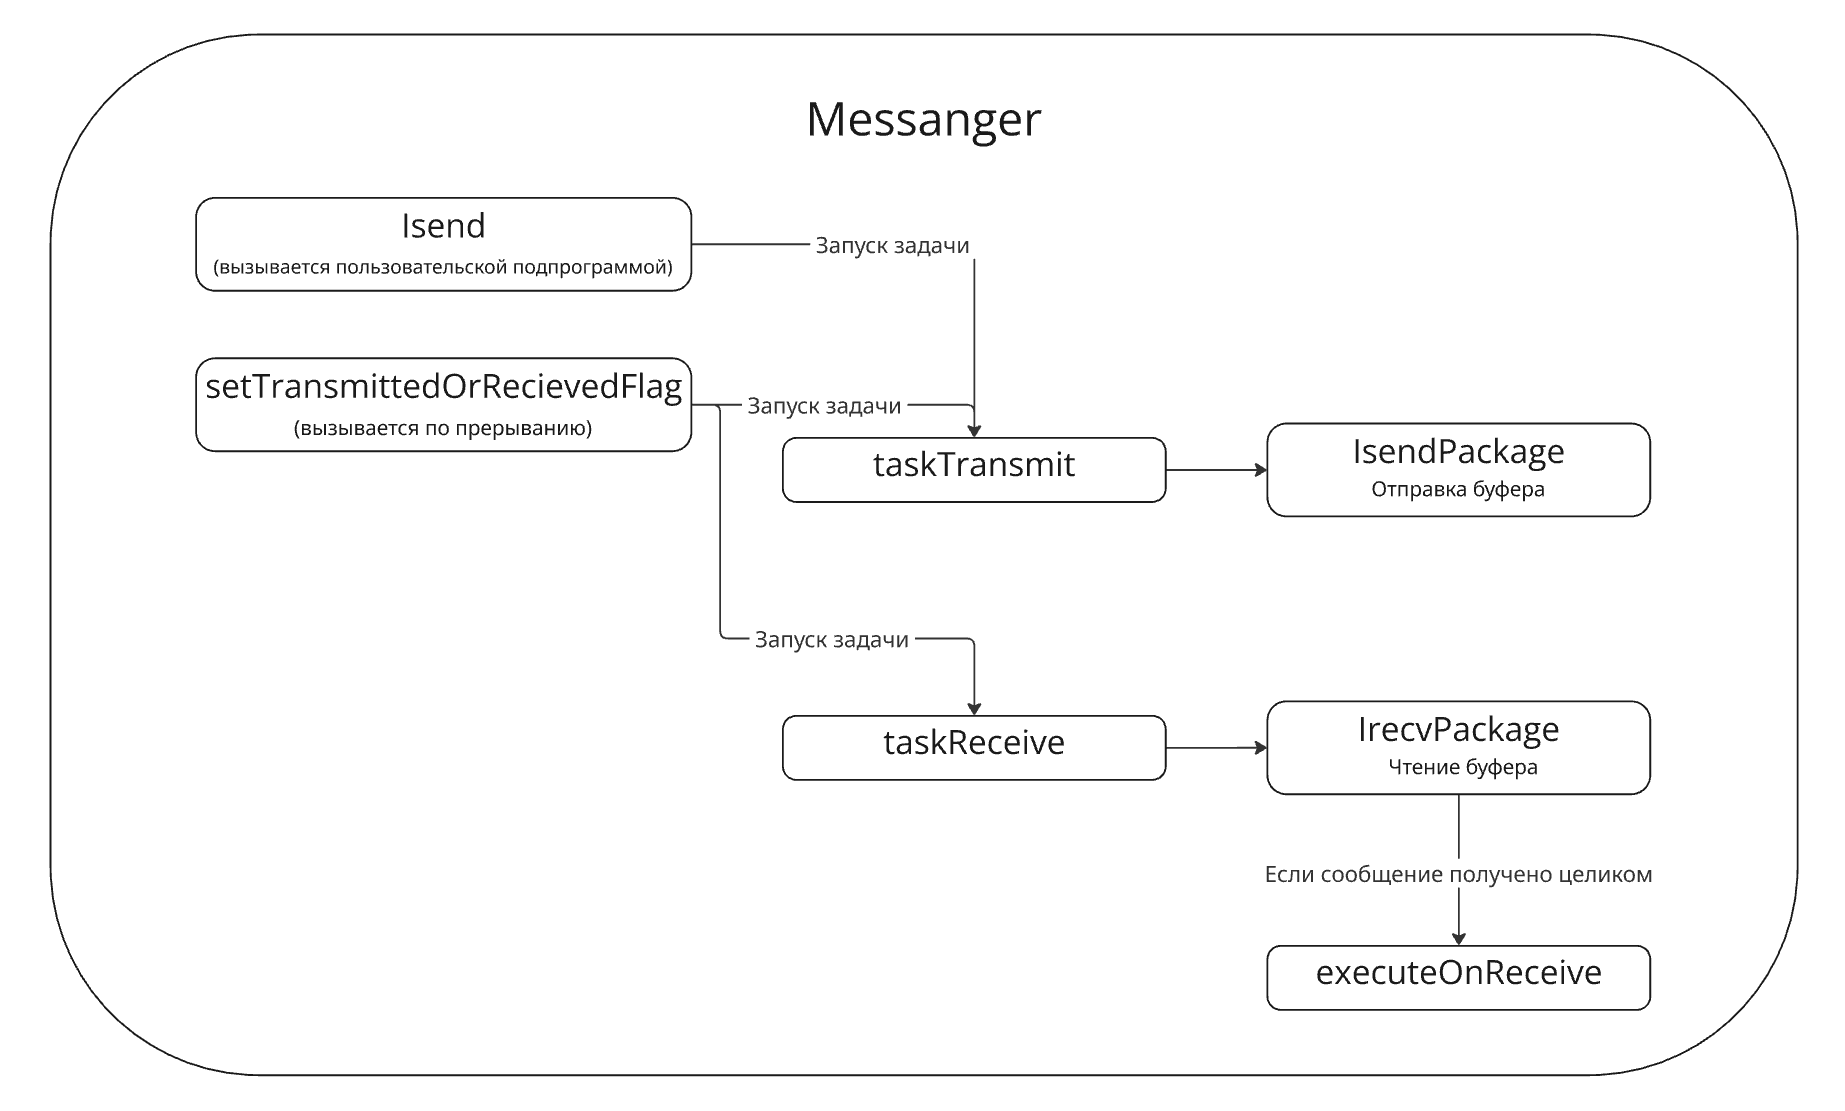 Messanger
Isend
(вызывается пользовательской подпрограммой)
Запуск задачи
setTransmittedOrRecievedFlag
(вызывается по прерыванию)
Запуск задачи
taskTransmit
IsendPackage
Отправка буфера
Запуск задачи
taskReceive
IrecvPackage
Чтение буфера
Если сообщение получено целиком
executeOnReceive